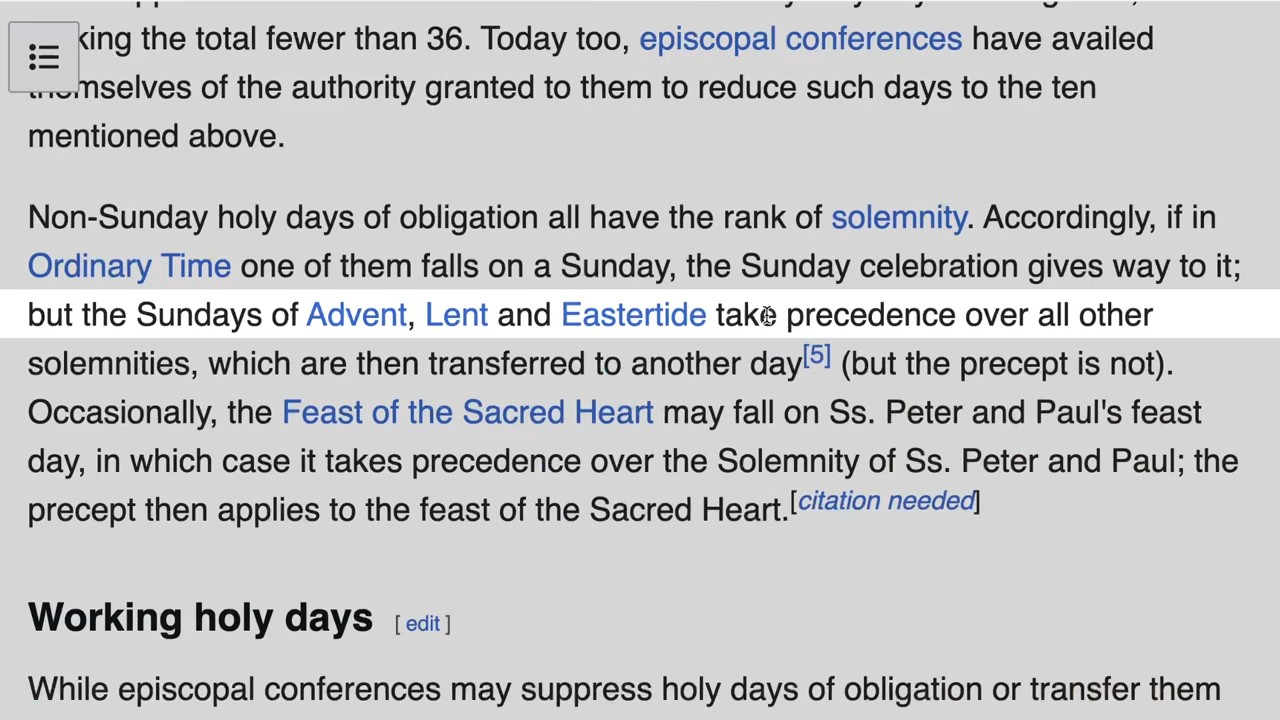 king the total fewer than 36. Today too, episcopal conferences have availed
themselves of the authority granted to them to reduce such days to the ten
mentioned above.
Non-Sunday holy days of obligation all have the rank of solemnity. Accordingly, if in
Ordinary Time one of them falls on a Sunday, the Sunday celebration gives way to it;
but the Sundays of Advent, Lent and Eastertide take precedence over all other
solemnities, which are then transferred to another day[5] (but the precept is not).
Occasionally, the Feast of the Sacred Heart may fall on Ss. Peter and Paul's feast
day, in which case it takes precedence over the Solemnity of Ss. Peter and Paul; the
precept then applies to the feast of the Sacred Heart.[citation needed]
Working holy days [ edit ]
While episcopal conferences may suppress holy days of obligation or transfer them